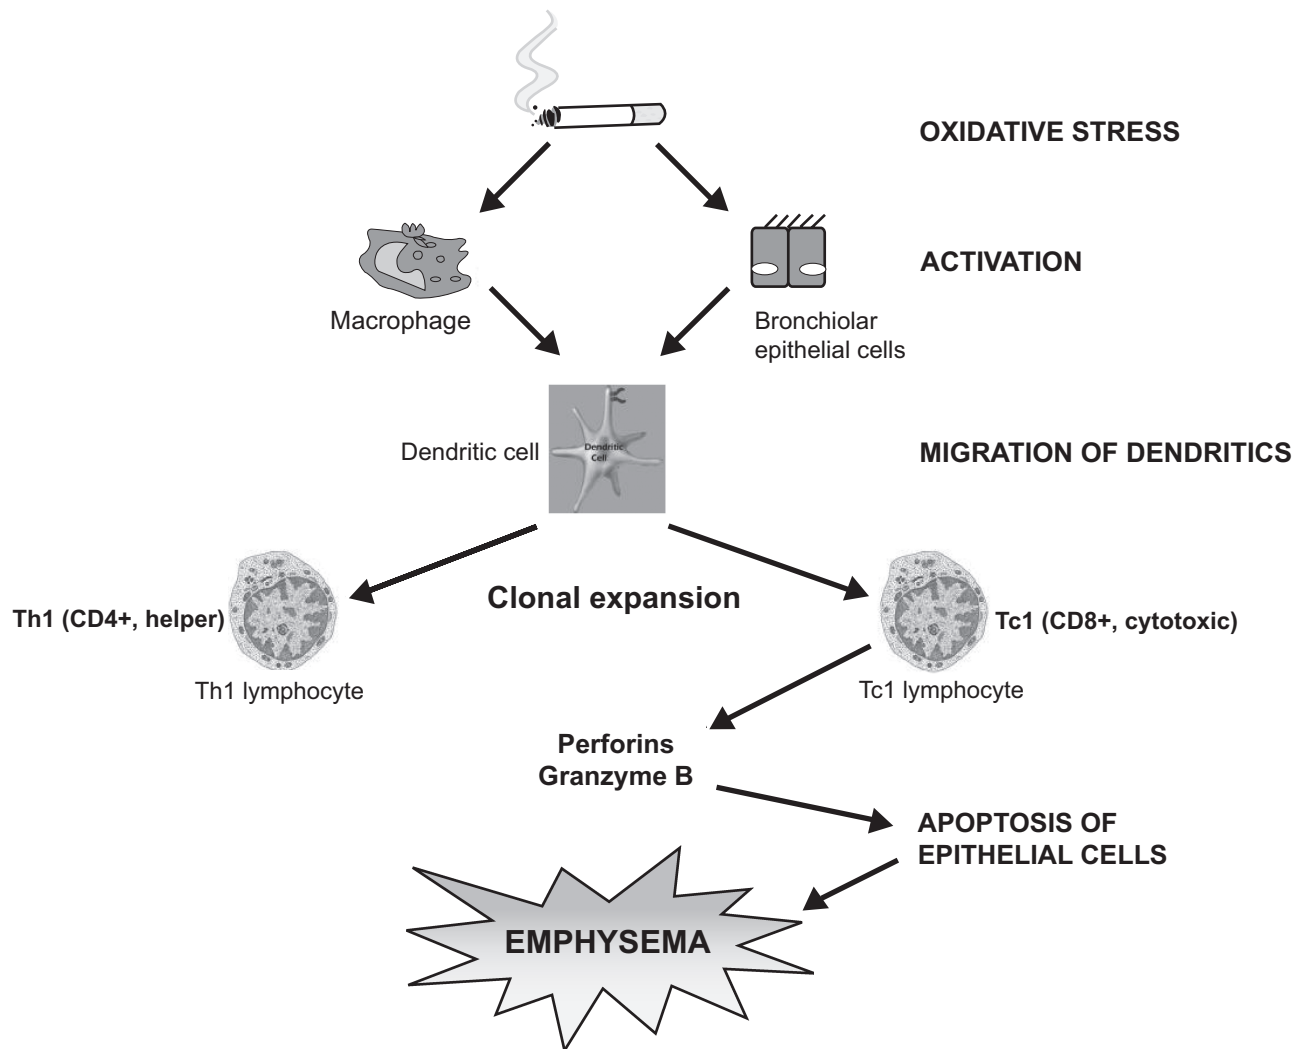 OXIDATIVE STRESS
ACTIVATION
Macrophage
Bronchiolar
epithelial cells
Dendritic cell
Dendritic
Cell
MIGRATION OF DENDRITICS
Clonal expansion
Th1 (CD4+, helper)
Tc1 (CD8+, cytotoxic)
Th1 lymphocyte
Tc1 lymphocyte
Perforins
Granzyme B
APOPTOSIS OF
EPITHELIAL CELLS
EMPHYSEMA